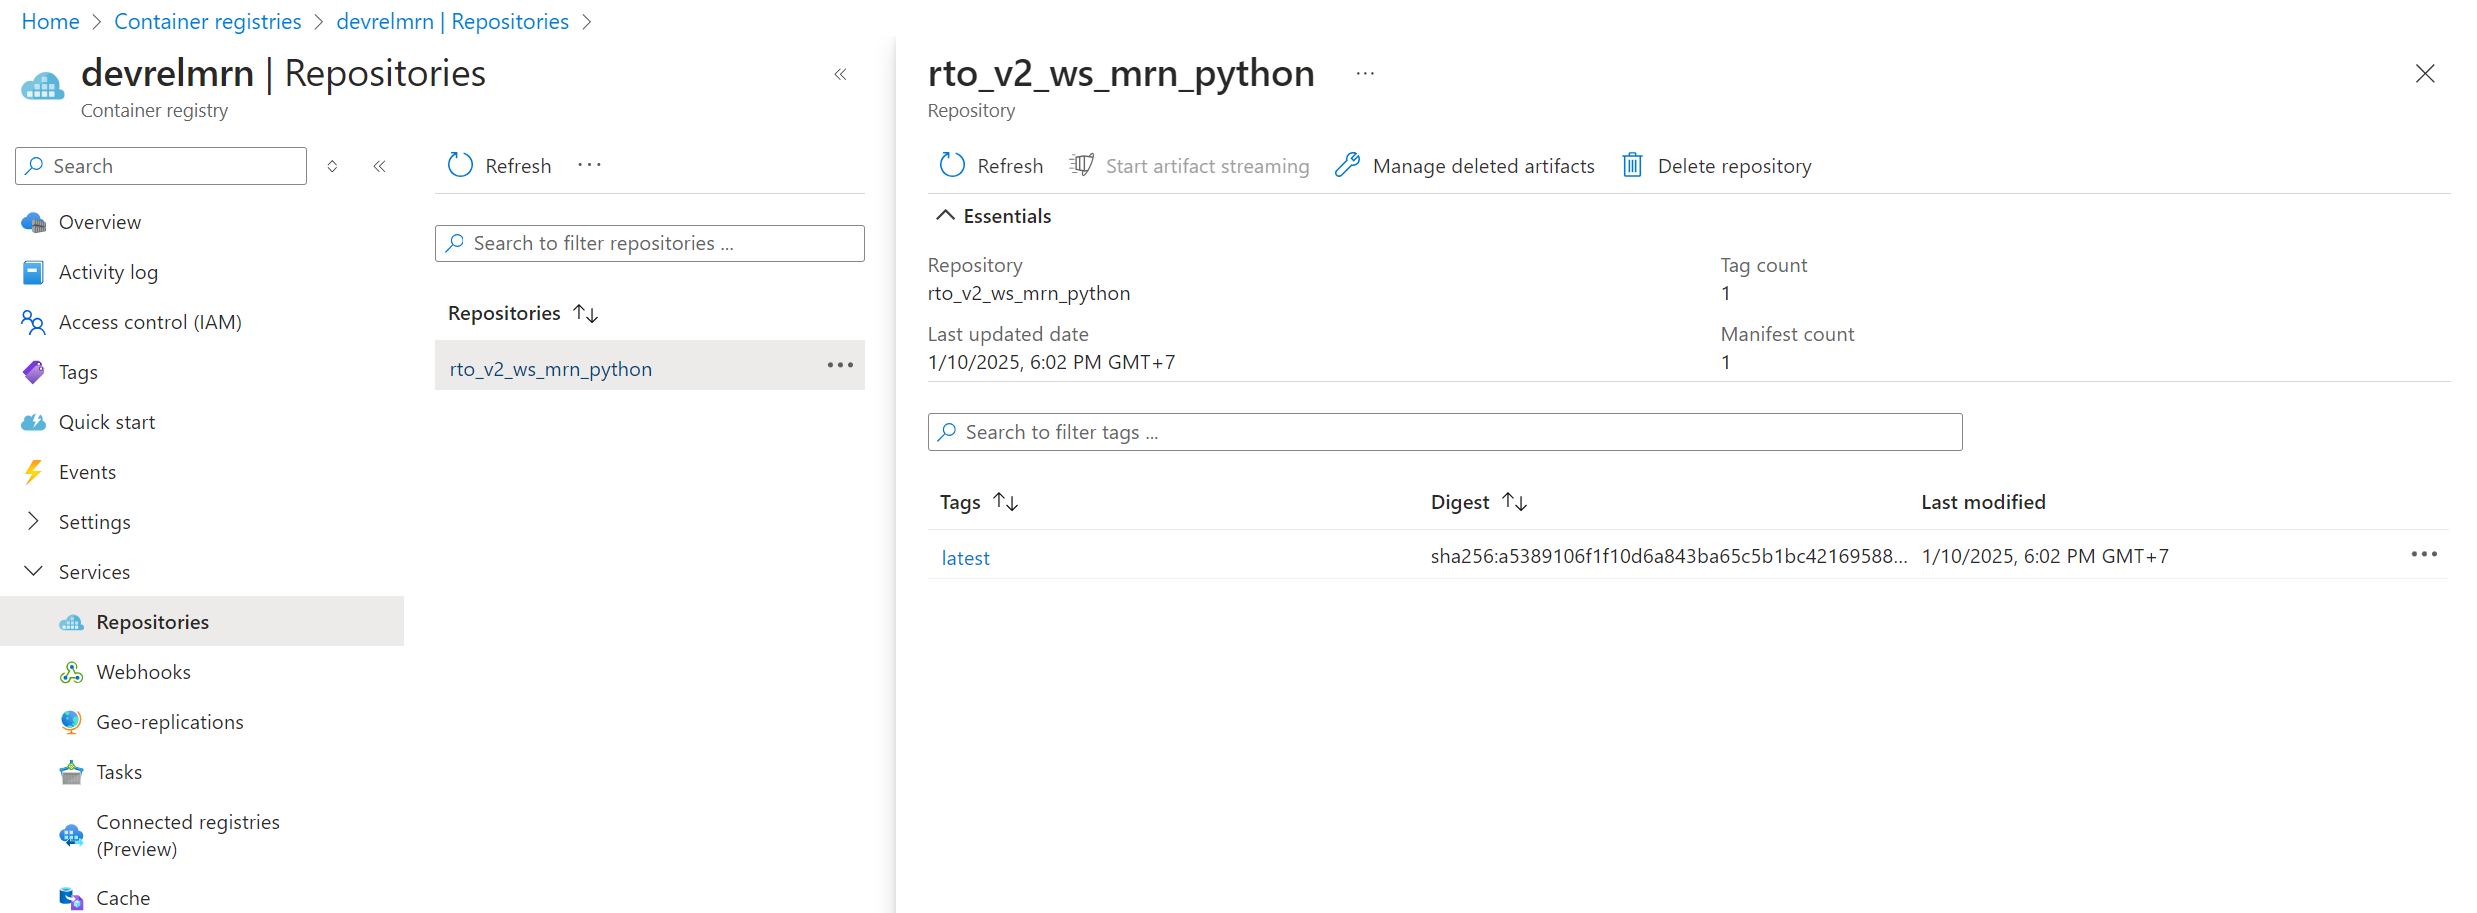 Home > Container registries > devrelmrn | Repositories >
devrelmrn | Repositories
Container registry
Search
Overview
Activity log
Access control (IAM)
Tags
Quick start
Events
Settings
Services
Repositories
Webhooks
Geo-replications
Tasks
Connected registries
(Preview)
Cache
Refresh
Search to filter repositories ...
Repositories
rto_v2_ws_mrn_python
rto_v2_ws_mrn_python
Repository
Refresh Start artifact streaming Manage deleted artifacts Delete repository
Essentials
Repository
rto_v2_ws_mrn_python
Last updated date
1/10/2025, 6:02 PM GMT+7
Tag count
1
Manifest count
1
Search to filter tags ...
Tags Digest Last modified
latest sha256:a5389106f1f10d6a843ba65c5b1bc42169588... 1/10/2025, 6:02 PM GMT+7